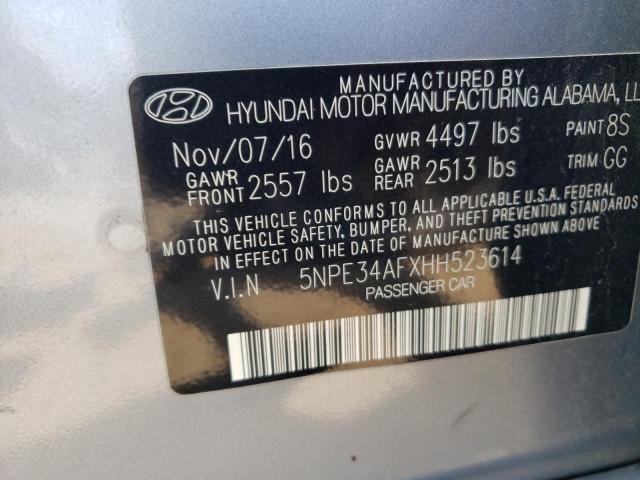 MANUFACTURED BY
HYUNDAI MOTOR MANUFACTURING ALABAMA, LL
Nov/07/16 GVWR 4497 lbs PAINT 8S
GAWR FRONT 2557 lbs GAWR REAR 2513 lbs TRIM GG
THIS VEHICLE CONFORMS TO ALL APPLICABLE U.S.A. FEDERAL
MOTOR VEHICLE SAFETY, BUMPER, AND THEFT PREVENTION STANDARDS
IN EFFECT ON THE DATE OF MANUFACTURE SHOWN ABOVE.
V.I.N 5NPE34AFXHH523614
PASSENGER CAR